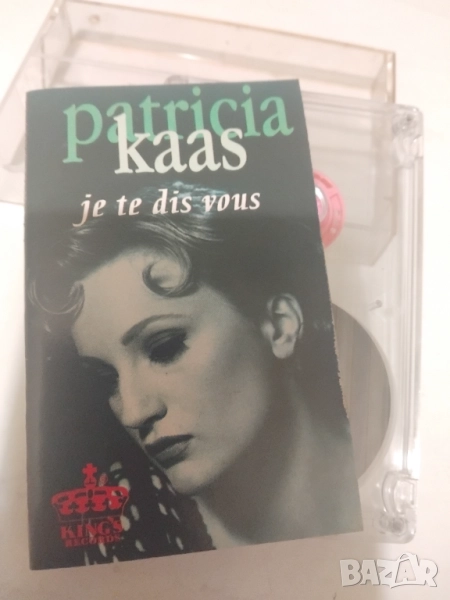 patricia
kaas
je te dis vous
KING'S
RECORDS
BAZAR